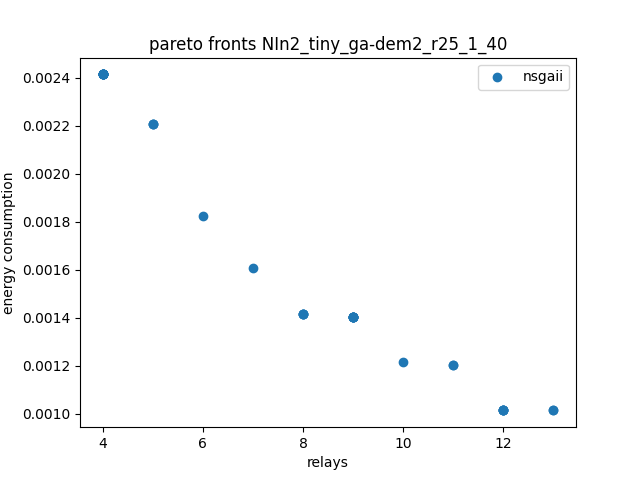 pareto fronts NIn2_tiny_ga-dem2_r25_1_40
nsgaii
energy consumption
0.0024
0.0022
0.0020
0.0018
0.0016
0.0014
0.0012
0.0010
4 6 8 10 12
relays